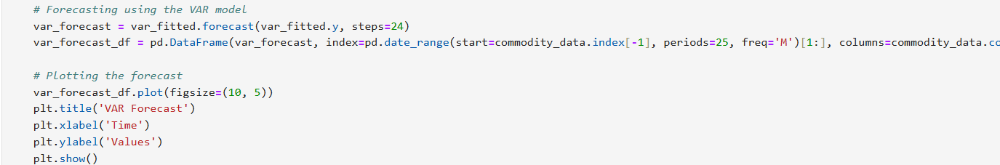 # Forecasting using the VAR model
var_forecast = var_fitted.forecast(var_fitted.y, steps=24)
var_forecast_df = pd.DataFrame(var_forecast, index=pd.date_range(start=commodity_data.index[-1], periods=25, freq='M')[1:], columns=commodity_data.co
# Plotting the forecast
var_forecast_df.plot(figsize=(10, 5))
plt.title('VAR Forecast')
plt.xlabel('Time')
plt.ylabel('Values')
plt.show()